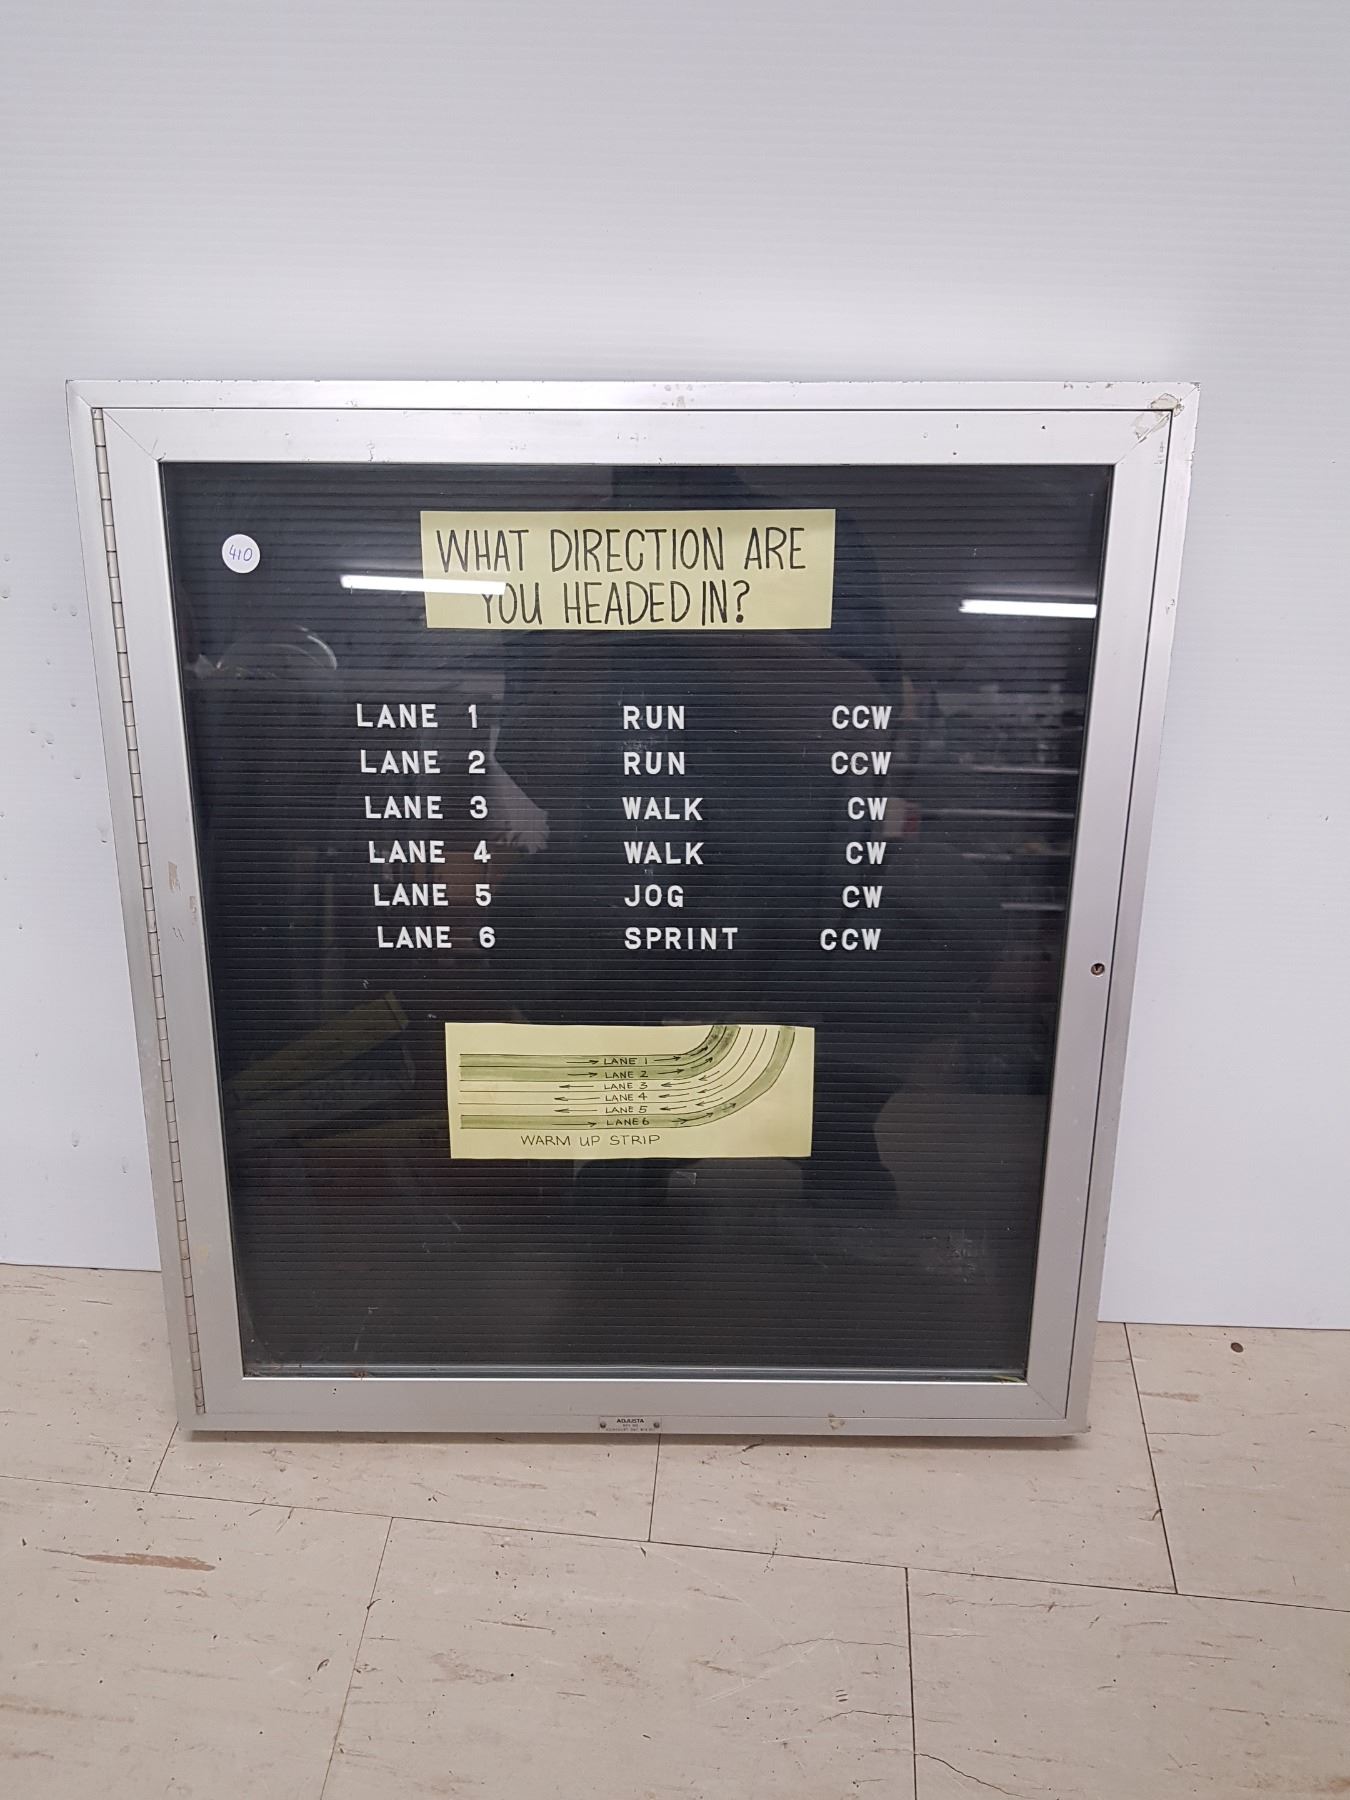 410
WHAT DIRECTION ARE
YOU HEADED IN?
LANE 1 RUN CCW
LANE 2 RUN CCW
LANE 3 WALK CW
LANE 4 WALK CW
LANE 5 JOG CW
LANE 6 SPRINT CCW
LANE 1
LANE 2
LANE 3
LANE 4
LANE 5
LANE 6
WARM UP STRIP
ADJUSTA